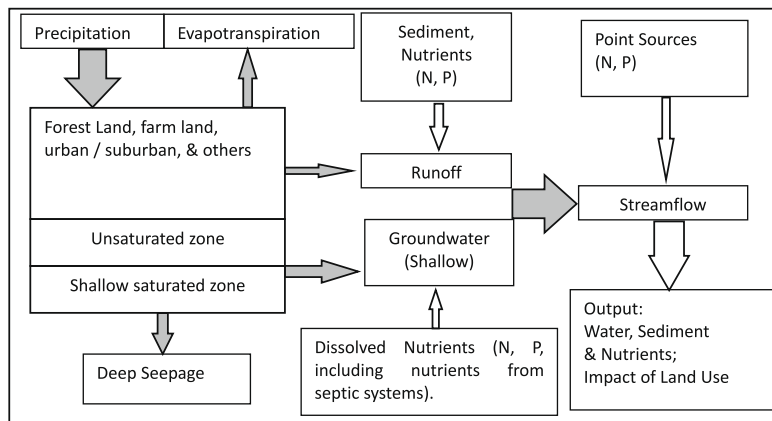 Precipitation
Evapotranspiration
Sediment,
Nutrients
(N, P)
Point Sources
(N, P)
Forest Land, farm land,
urban / suburban, & others
Runoff
Streamflow
Unsaturated zone
Groundwater
(Shallow)
Shallow saturated zone
Output:
Water, Sediment
& Nutrients;
Impact of Land Use
Deep Seepage
Dissolved Nutrients (N, P,
including nutrients from
septic systems).